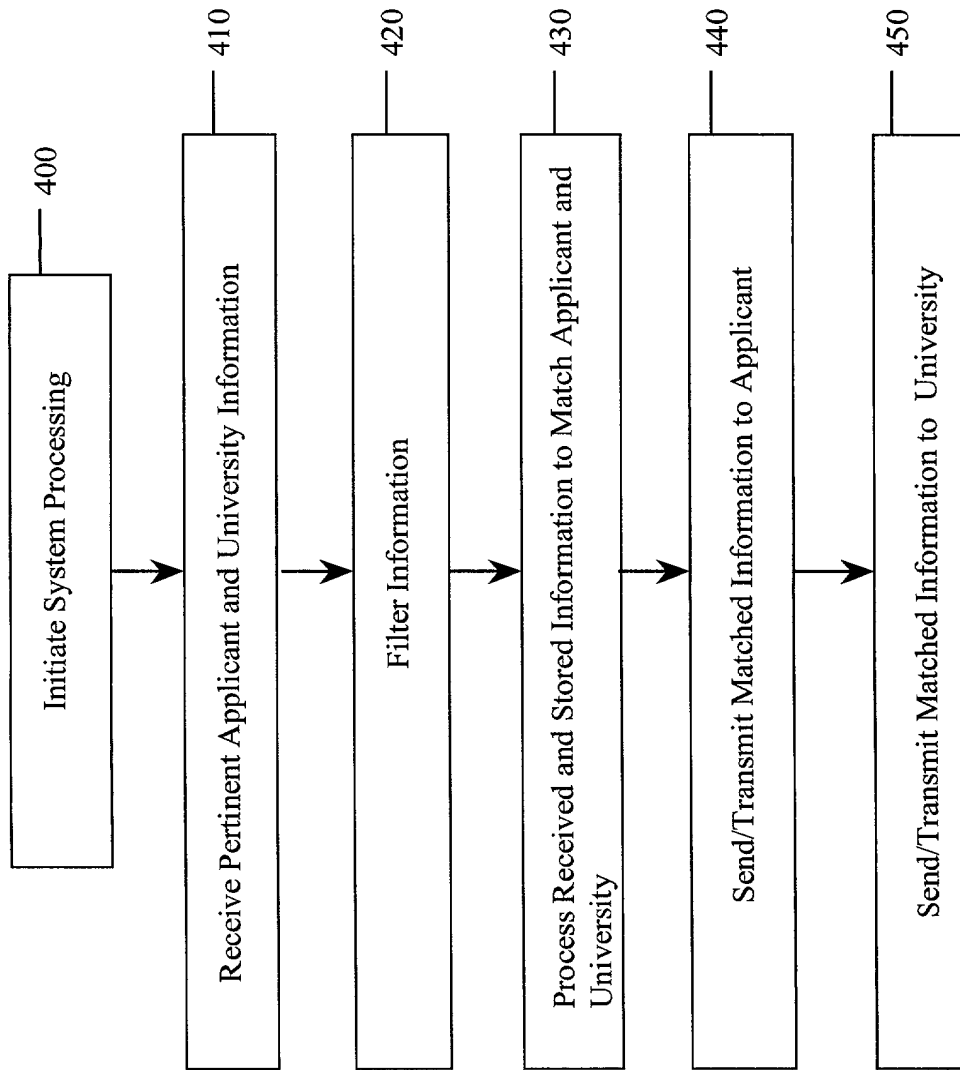 Initiate System Processing
400
Receive Pertinent Applicant and University Information
410
Filter Information
420
Process Received and Stored Information to Match Applicant and
University
430
Send/Transmit Matched Information to Applicant
440
Send/Transmit Matched Information to University
450